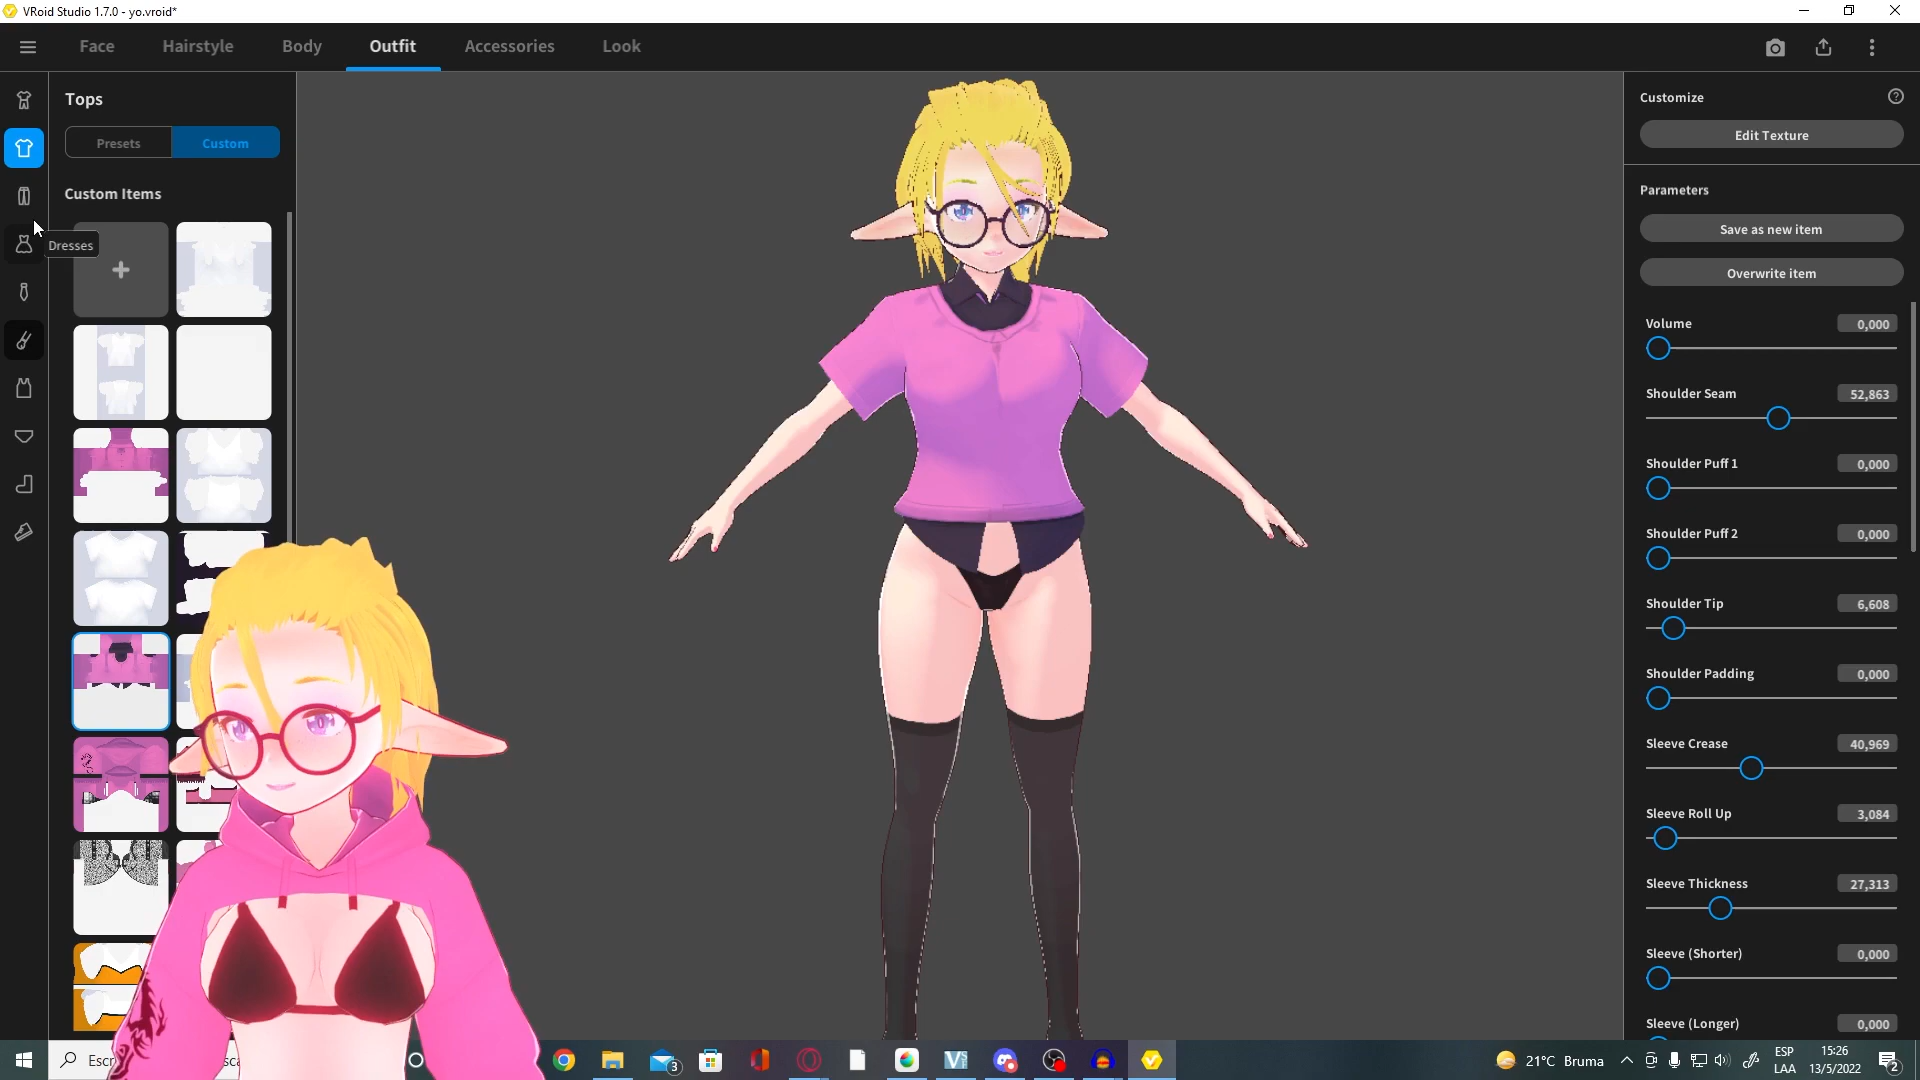 VRoid Studio 1.7.0 - yo.vroid*
Face
Hairstyle
Body
Outfit
Accessories
Look
Tops
Presets
Custom
Custom Items
Dresses
Customize
Edit Texture
Parameters
Save as new item
Overwrite item
Volume
0,000
Shoulder Seam
52,863
Shoulder Puff 1
0,000
Shoulder Puff 2
0,000
Shoulder Tip
6,608
Shoulder Padding
0,000
Sleeve Crease
40,969
Sleeve Roll Up
3,084
Sleeve Thickness
27,313
Sleeve (Shorter)
0,000
Sleeve (Longer)
0,000
3
21°C Bruma
ESP
LAA
15:26
13/5/2022
2